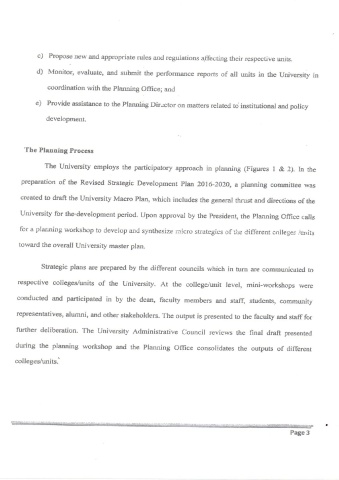 c) Propose new and appropriate rules and regulations affecting their respective units.
d) Monitor, evaluate, and submit the performance reports of all units in the University in
coordination with the Planning Office; and
e) Provide assistance to the Planning Director on matters related to institutional and policy
development.
The Planning Process
The University employs the participatory approach in planning (Figures 1 & 2). In the
preparation of the Revised Strategic Development Plan 2016-2020, a planning committee was
created to draft the University Macro Plan, which includes the general thrust and directions of the
University for the development period. Upon approval by the President, the Planning Office calls
for a planning workshop to develop and synthesize micro strategies of the different colleges /units
toward the overall University master plan.
Strategic plans are prepared by the different councils which in turn are communicated to
respective colleges/units of the University. At the college/unit level, mini-workshops were
conducted and participated in by the dean, faculty members and staff, students, community
representatives, alumni, and other stakeholders. The output is presented to the faculty and staff for
further deliberation. The University Administrative Council reviews the final draft presented
during the planning workshop and the Planning Office consolidates the outputs of different
colleges/units.
Page 3